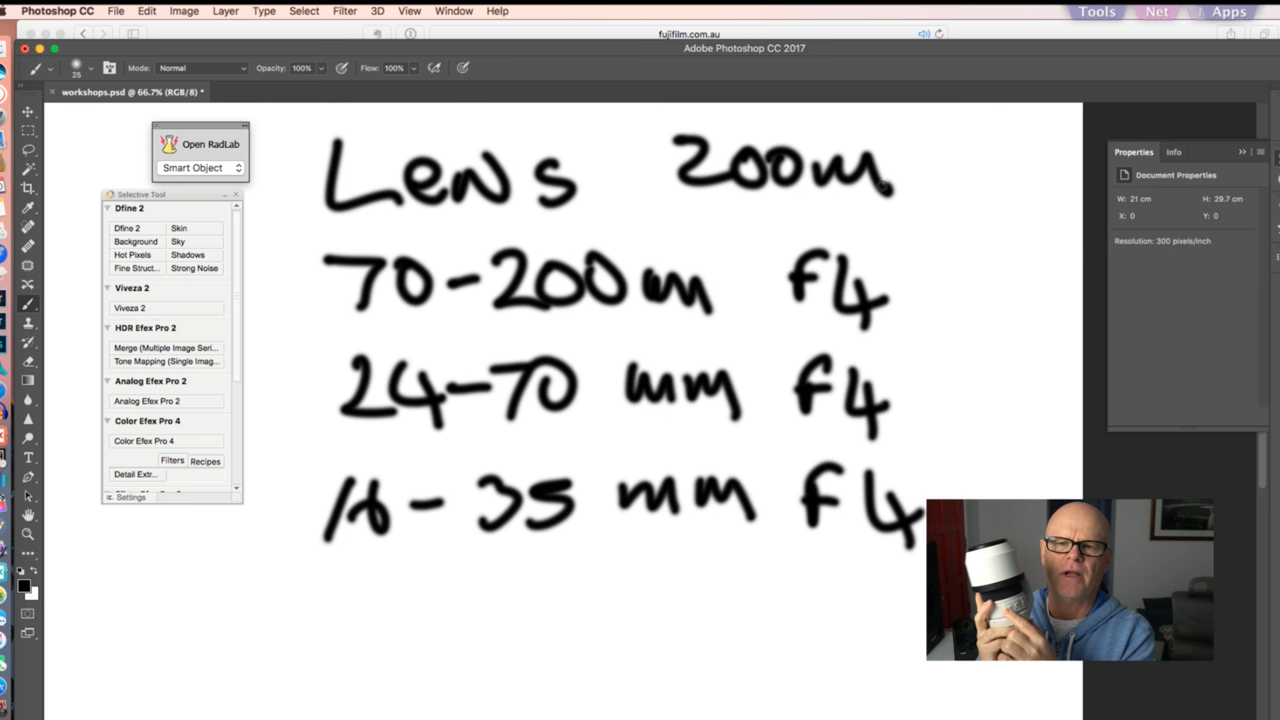 Photoshop CC File Edit Image Layer Type Select Filter 3D View Window Help
Tools Net Apps
fujifilm.com.au
Adobe Photoshop CC 2017
25 Mode: Normal Opacity: 100% Flow: 100%
× workshops.psd @ 66.7% (RGB/8) *
Open RadLab
Smart Object
Selective Tool
Dfine 2
Dfine 2 Skin
Background Sky
Hot Pixels Shadows
Fine Struct... Strong Noise
Viveza 2
Viveza 2
HDR Efex Pro 2
Merge (Multiple Image Seri...
Tone Mapping (Single Imag...
Analog Efex Pro 2
Analog Efex Pro 2
Color Efex Pro 4
Color Efex Pro 4
Filters Recipes
Detail Extr...
Settings
Lens 200m
70-200m f4
24-70 mm f4
16-35 mm f4
Properties Info
Document Properties
W: 21 cm H: 29.7 cm
X: 0 Y: 0
Resolution: 300 pixels/inch